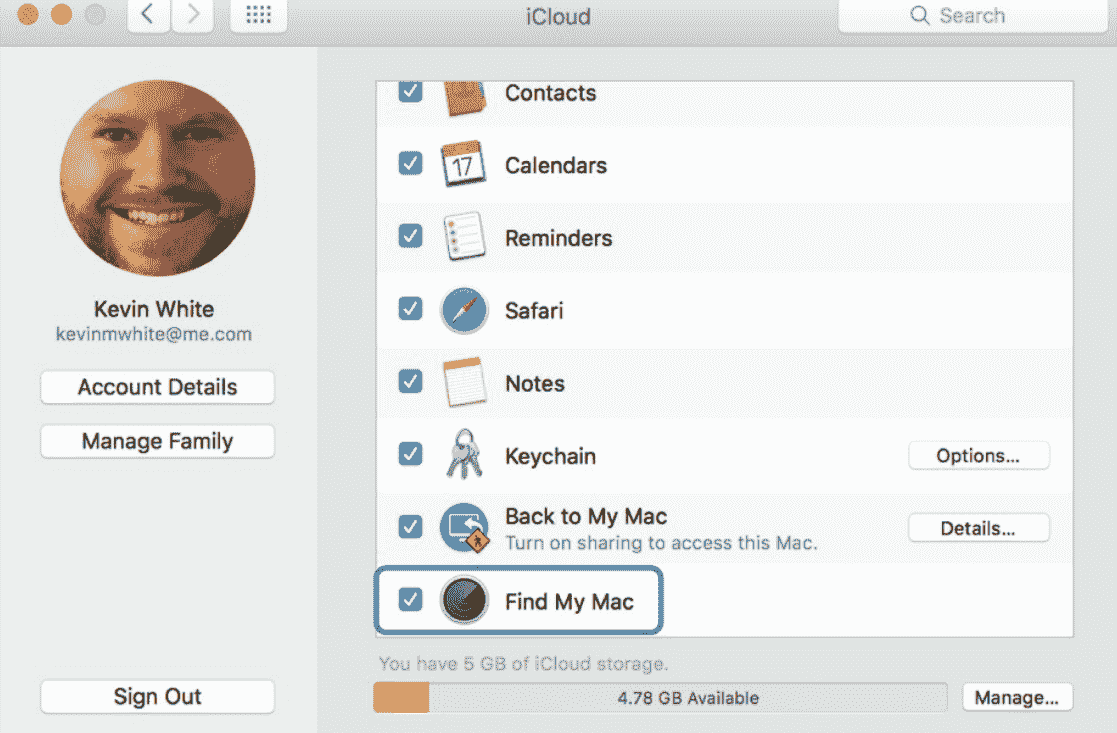 iCloud
Search
Kevin White
kevinmwhite@me.com
Account Details
Manage Family
Sign Out
Contacts
17
Calendars
Reminders
Safari
Notes
Keychain
Options...
Back to My Mac
Turn on sharing to access this Mac.
Details...
Find My Mac
You have 5 GB of iCloud storage.
4.78 GB Available
Manage...